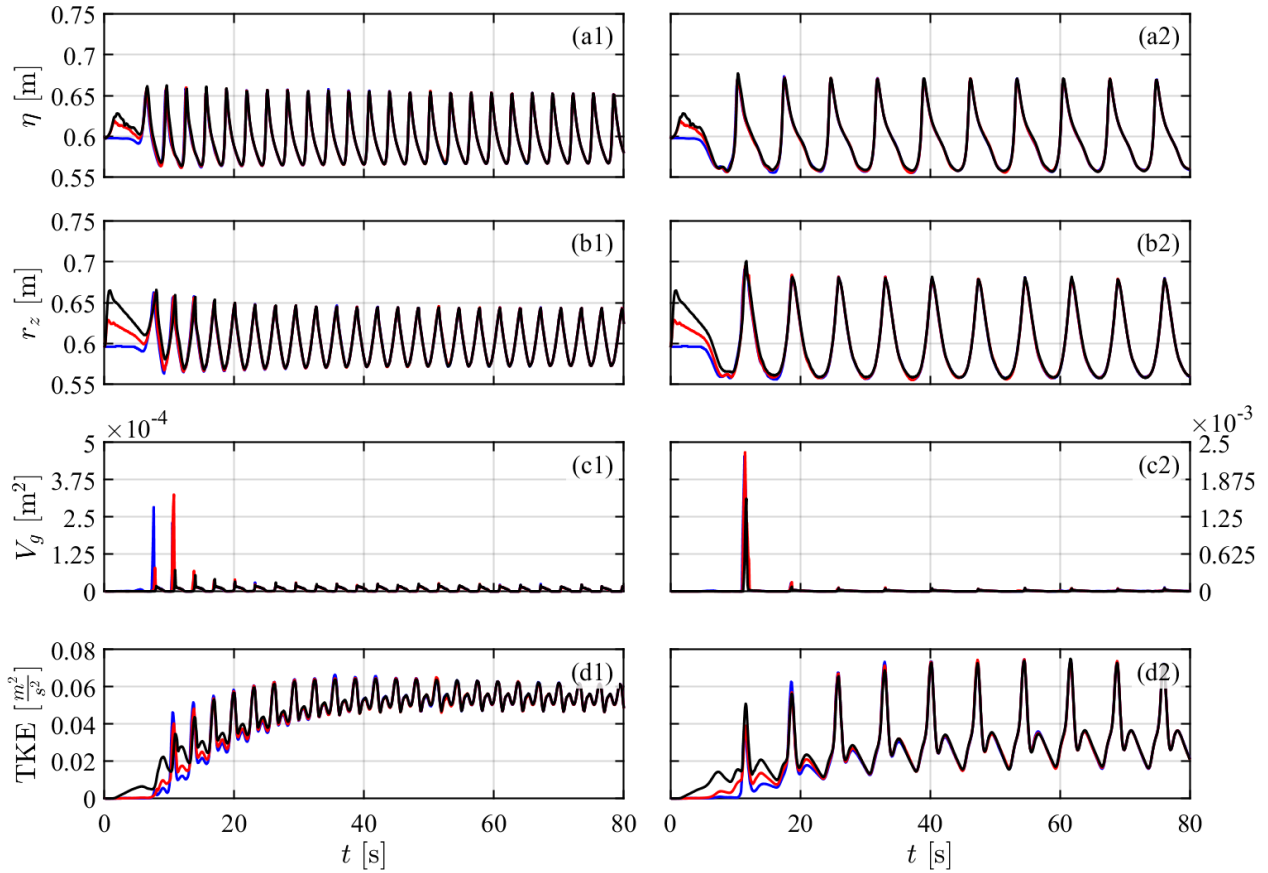 0.75
0.7
0.65
0.6
0.55
η [m]
(a1)
(a2)
0.75
0.7
0.65
0.6
0.55
r_z [m]
(b1)
(b2)
×10⁻⁴
5
3.75
2.5
1.25
0
V_g [m²]
(c1)
(c2)
×10⁻³
2.5
1.875
1.25
0.625
0
0.08
0.06
0.04
0.02
0
TKE [m²/s²]
(d1)
(d2)
0 20 40 60 80
0 20 40 60 80
t [s]
t [s]